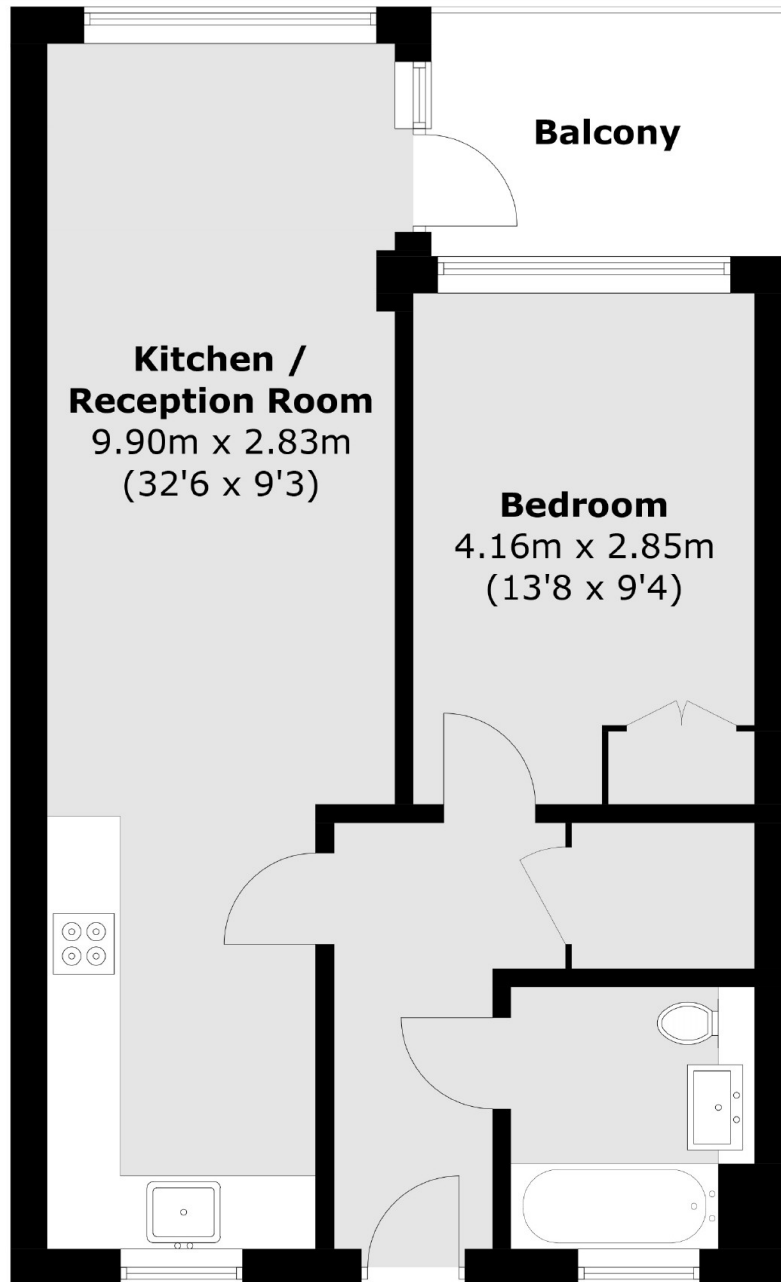 Balcony
Kitchen /
Reception Room
9.90m x 2.83m
(32'6 x 9'3)
Bedroom
4.16m x 2.85m
(13'8 x 9'4)